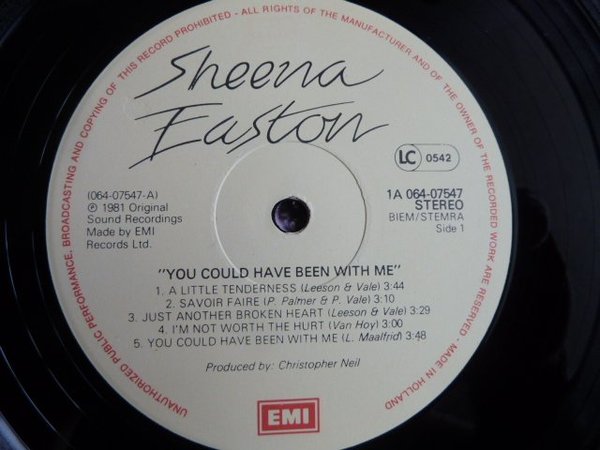 UNAUTHORIZED PUBLIC PERFORMANCE, BROADCASTING AND COPYING OF THIS RECORD PROHIBITED - ALL RIGHTS OF THE MANUFACTURER AND OF THE OWNER OF THE RECORDED WORK ARE RESERVED - MADE IN HOLLAND
Sheena
Easton
LC 0542
(064-07547-A)
℗ 1981 Original
Sound Recordings
Made by EMI
Records Ltd.
1A 064-07547
STEREO
BIEM/STEMRA
Side 1
"YOU COULD HAVE BEEN WITH ME"
1. A LITTLE TENDERNESS (Leeson & Vale) 3:44
2. SAVOIR FAIRE (P. Palmer & P. Vale) 3:10
3. JUST ANOTHER BROKEN HEART (Leeson & Vale) 3:29
4. I'M NOT WORTH THE HURT (Van Hoy) 3:00
5. YOU COULD HAVE BEEN WITH ME (L. Maalfrid) 3:48
Produced by: Christopher Neil
EMI